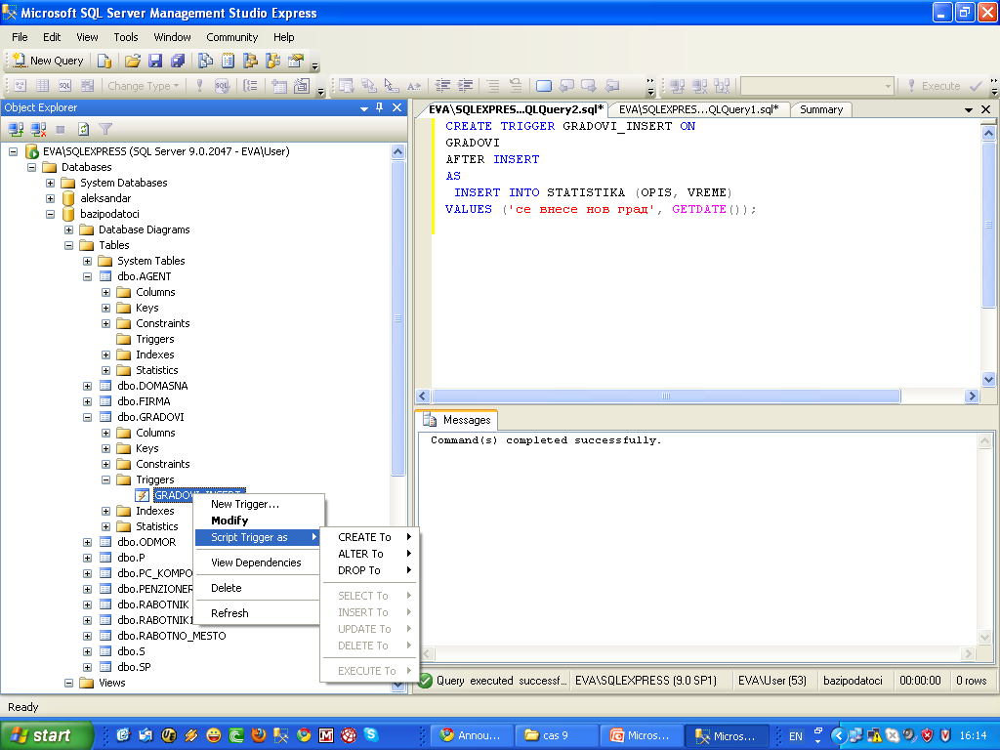 Microsoft SQL Server Management Studio Express
File Edit View Tools Window Community Help
New Query
Change Type Execute
Object Explorer
EVA\SQLEXPRES...QLQuery2.sql* EVA\SQLEXPRES...QLQuery1.sql* Summary
EVA\SQLEXPRESS (SQL Server 9.0.2047 - EVA\User)
Databases
System Databases
aleksandar
bazipodatoci
Database Diagrams
Tables
System Tables
dbo.AGENT
Columns
Keys
Constraints
Triggers
Indexes
Statistics
dbo.DOMASNA
dbo.FIRMA
dbo.GRADOVI
Columns
Keys
Constraints
Triggers
GRADOVI_INSERT
Indexes
Statistics
dbo.ODMOR
dbo.P
dbo.PC_KOMPO
dbo.PENZIONER
dbo.RABOTNIK
dbo.RABOTNIK1
dbo.RABOTNO_MESTO
dbo.S
dbo.SP
Views
New Trigger...
Modify
Script Trigger as
View Dependencies
Delete
Refresh
CREATE To
ALTER To
DROP To
SELECT To
INSERT To
UPDATE To
DELETE To
EXECUTE To
CREATE TRIGGER GRADOVI_INSERT ON
GRADOVI
AFTER INSERT
AS
INSERT INTO STATISTIKA (OPIS, VREME)
VALUES ('се внесе нов град', GETDATE());
Messages
Command(s) completed successfully.
Query executed successf... EVA\SQLEXPRESS (9.0 SP1) EVA\User (53) bazipodatoci 00:00:00 0 rows
Ready
start Annou... cas 9 Micros... Micros... EN 16:14